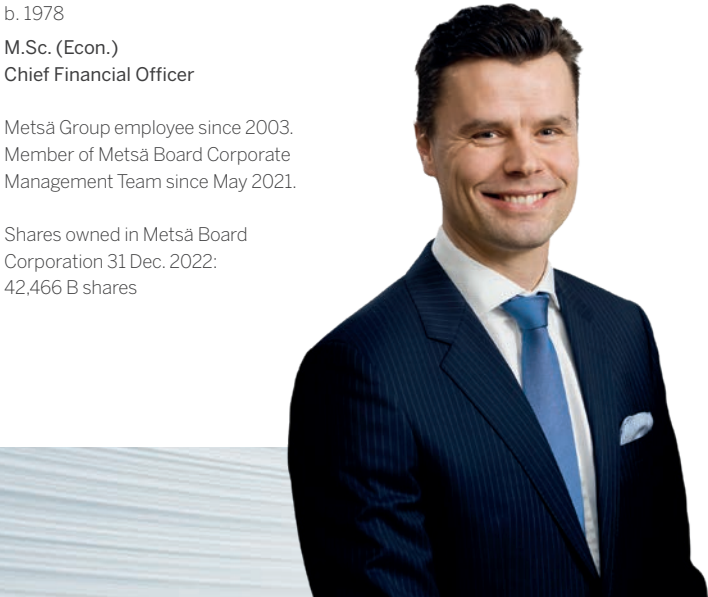 b. 1978
M.Sc. (Econ.)
Chief Financial Officer
Metsä Group employee since 2003.
Member of Metsä Board Corporate
Management Team since May 2021.
Shares owned in Metsä Board
Corporation 31 Dec. 2022:
42,466 B shares